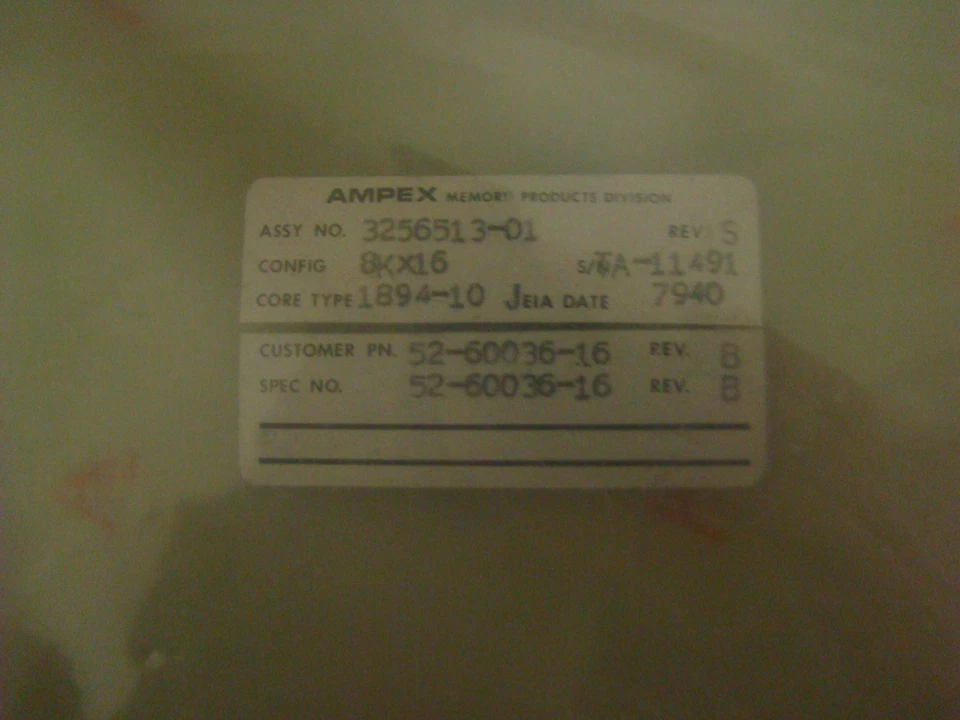 AMPEX MEMORY PRODUCTS DIVISION
ASSY NO. 3256513-01 REV S
CONFIG 8KX16 S/N TA-11491
CORE TYPE 1894-10 J EIA DATE 7940
CUSTOMER PN. 52-60036-16 REV. B
SPEC NO. 52-60036-16 REV. B